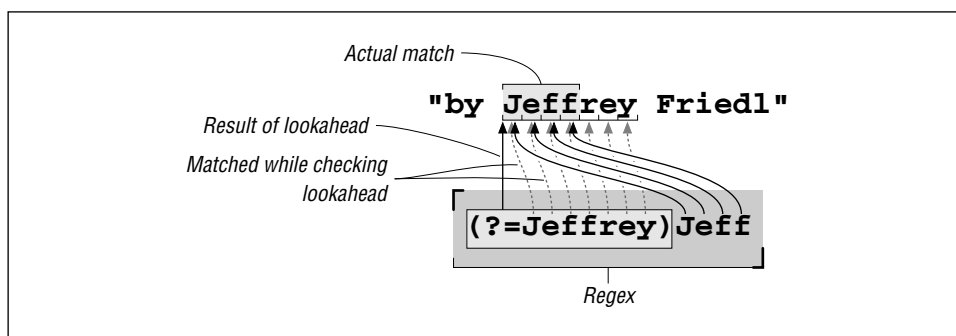 Actual match
"by Jeffrey Friedl"
Result of lookahead
Matched while checking
lookahead
(?=Jeffrey)Jeff
Regex